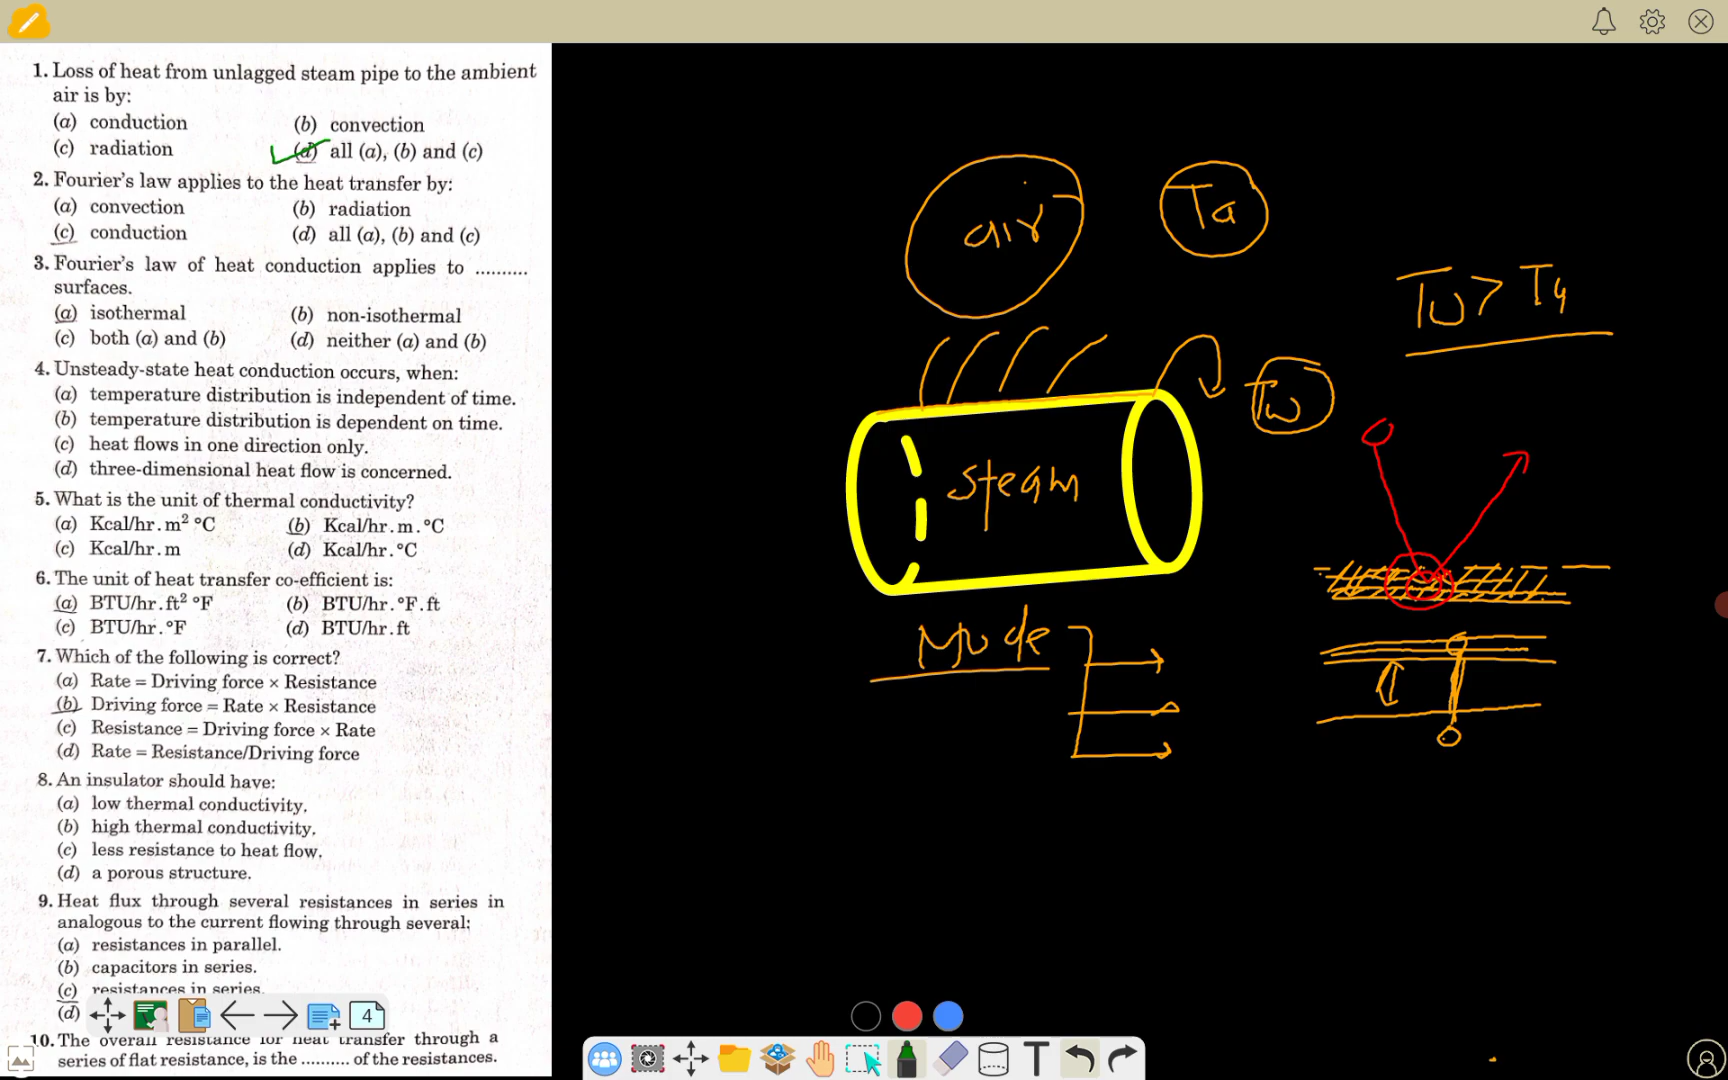 1. Loss of heat from unlagged steam pipe to the ambient
air is by:
(a) conduction (b) convection
(c) radiation (d) all (a), (b) and (c)
2. Fourier's law applies to the heat transfer by:
(a) convection (b) radiation
(c) conduction (d) all (a), (b) and (c)
3. Fourier's law of heat conduction applies to ..........
surfaces.
(a) isothermal (b) non-isothermal
(c) both (a) and (b) (d) neither (a) and (b)
4. Unsteady-state heat conduction occurs, when:
(a) temperature distribution is independent of time.
(b) temperature distribution is dependent on time.
(c) heat flows in one direction only.
(d) three-dimensional heat flow is concerned.
5. What is the unit of thermal conductivity?
(a) Kcal/hr.m² °C (b) Kcal/hr.m.°C
(c) Kcal/hr.m (d) Kcal/hr.°C
6. The unit of heat transfer co-efficient is:
(a) BTU/hr.ft² °F (b) BTU/hr.°F.ft
(c) BTU/hr.°F (d) BTU/hr.ft
7. Which of the following is correct?
(a) Rate = Driving force × Resistance
(b) Driving force = Rate × Resistance
(c) Resistance = Driving force × Rate
(d) Rate = Resistance/Driving force
8. An insulator should have:
(a) low thermal conductivity.
(b) high thermal conductivity.
(c) less resistance to heat flow.
(d) a porous structure.
9. Heat flux through several resistances in series in
analogous to the current flowing through several:
(a) resistances in parallel.
(b) capacitors in series.
(c) resistances in series.
(d)
10. The overall resistance for heat transfer through a
series of flat resistance, is the .......... of the resistances.
air
Ta
Tw > Ta
Tw
steam
Mode
4
T